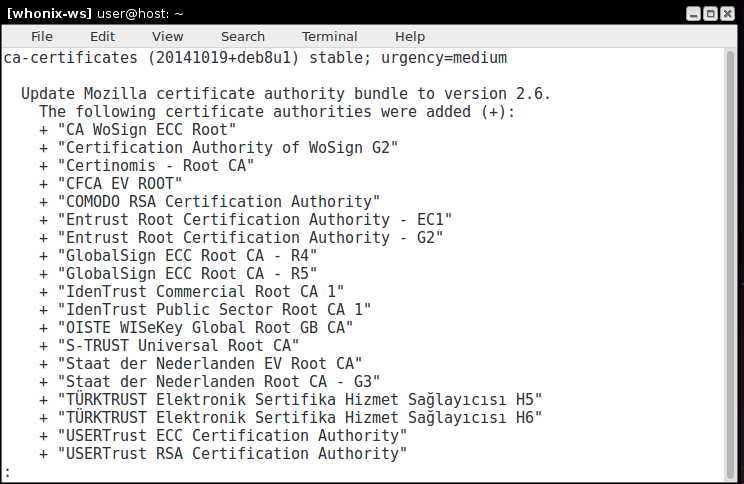 [whonix-ws] user@host: ~
File Edit View Search Terminal Help
ca-certificates (20141019+deb8u1) stable; urgency=medium
Update Mozilla certificate authority bundle to version 2.6.
The following certificate authorities were added (+):
+ "CA WoSign ECC Root"
+ "Certification Authority of WoSign G2"
+ "Certinomis - Root CA"
+ "CFCA EV ROOT"
+ "COMODO RSA Certification Authority"
+ "Entrust Root Certification Authority - EC1"
+ "Entrust Root Certification Authority - G2"
+ "GlobalSign ECC Root CA - R4"
+ "GlobalSign ECC Root CA - R5"
+ "IdenTrust Commercial Root CA 1"
+ "IdenTrust Public Sector Root CA 1"
+ "OISTE WISeKey Global Root GB CA"
+ "S-TRUST Universal Root CA"
+ "Staat der Nederlanden EV Root CA"
+ "Staat der Nederlanden Root CA - G3"
+ "TÜRKTRUST Elektronik Sertifika Hizmet Sağlayıcısı H5"
+ "TÜRKTRUST Elektronik Sertifika Hizmet Sağlayıcısı H6"
+ "USERTrust ECC Certification Authority"
+ "USERTrust RSA Certification Authority"
: